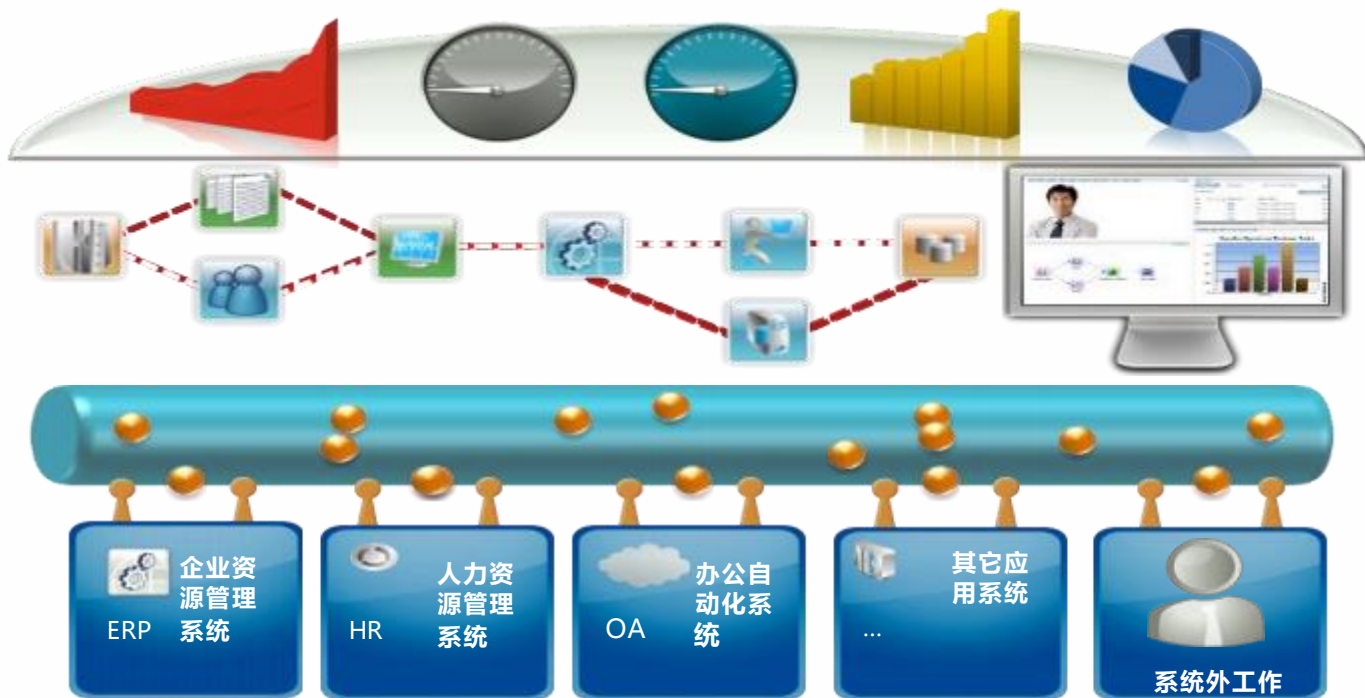 企业资
源管理
系统
ERP
人力资
源管理
系统
HR
办公自
动化系
统
OA
其它应
用系统
...
系统外工作